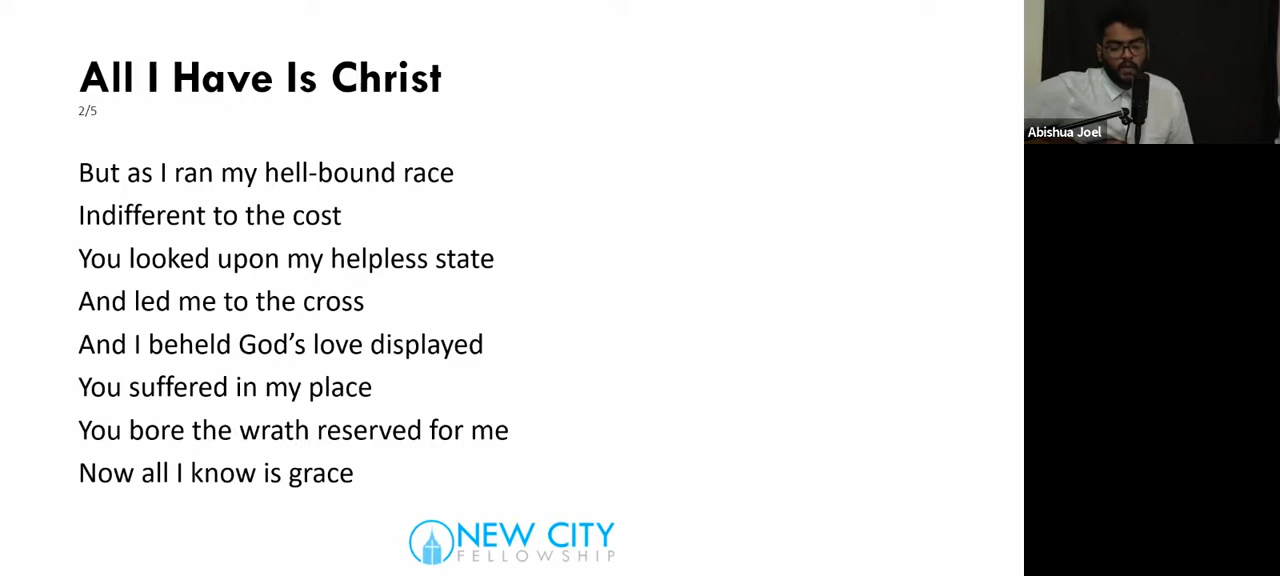 All I Have Is Christ
2/5
But as I ran my hell-bound race
Indifferent to the cost
You looked upon my helpless state
And led me to the cross
And I beheld God’s love displayed
You suffered in my place
You bore the wrath reserved for me
Now all I know is grace
NEW CITY
FELLOWSHIP
Abishua Joel